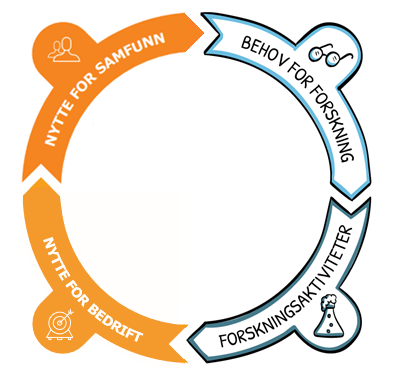 NYTTE FOR SAMFUNN
BEHOV FOR FORSKNING
FORSKNINGSAKTIVITETER
NYTTE FOR BEDRIFT